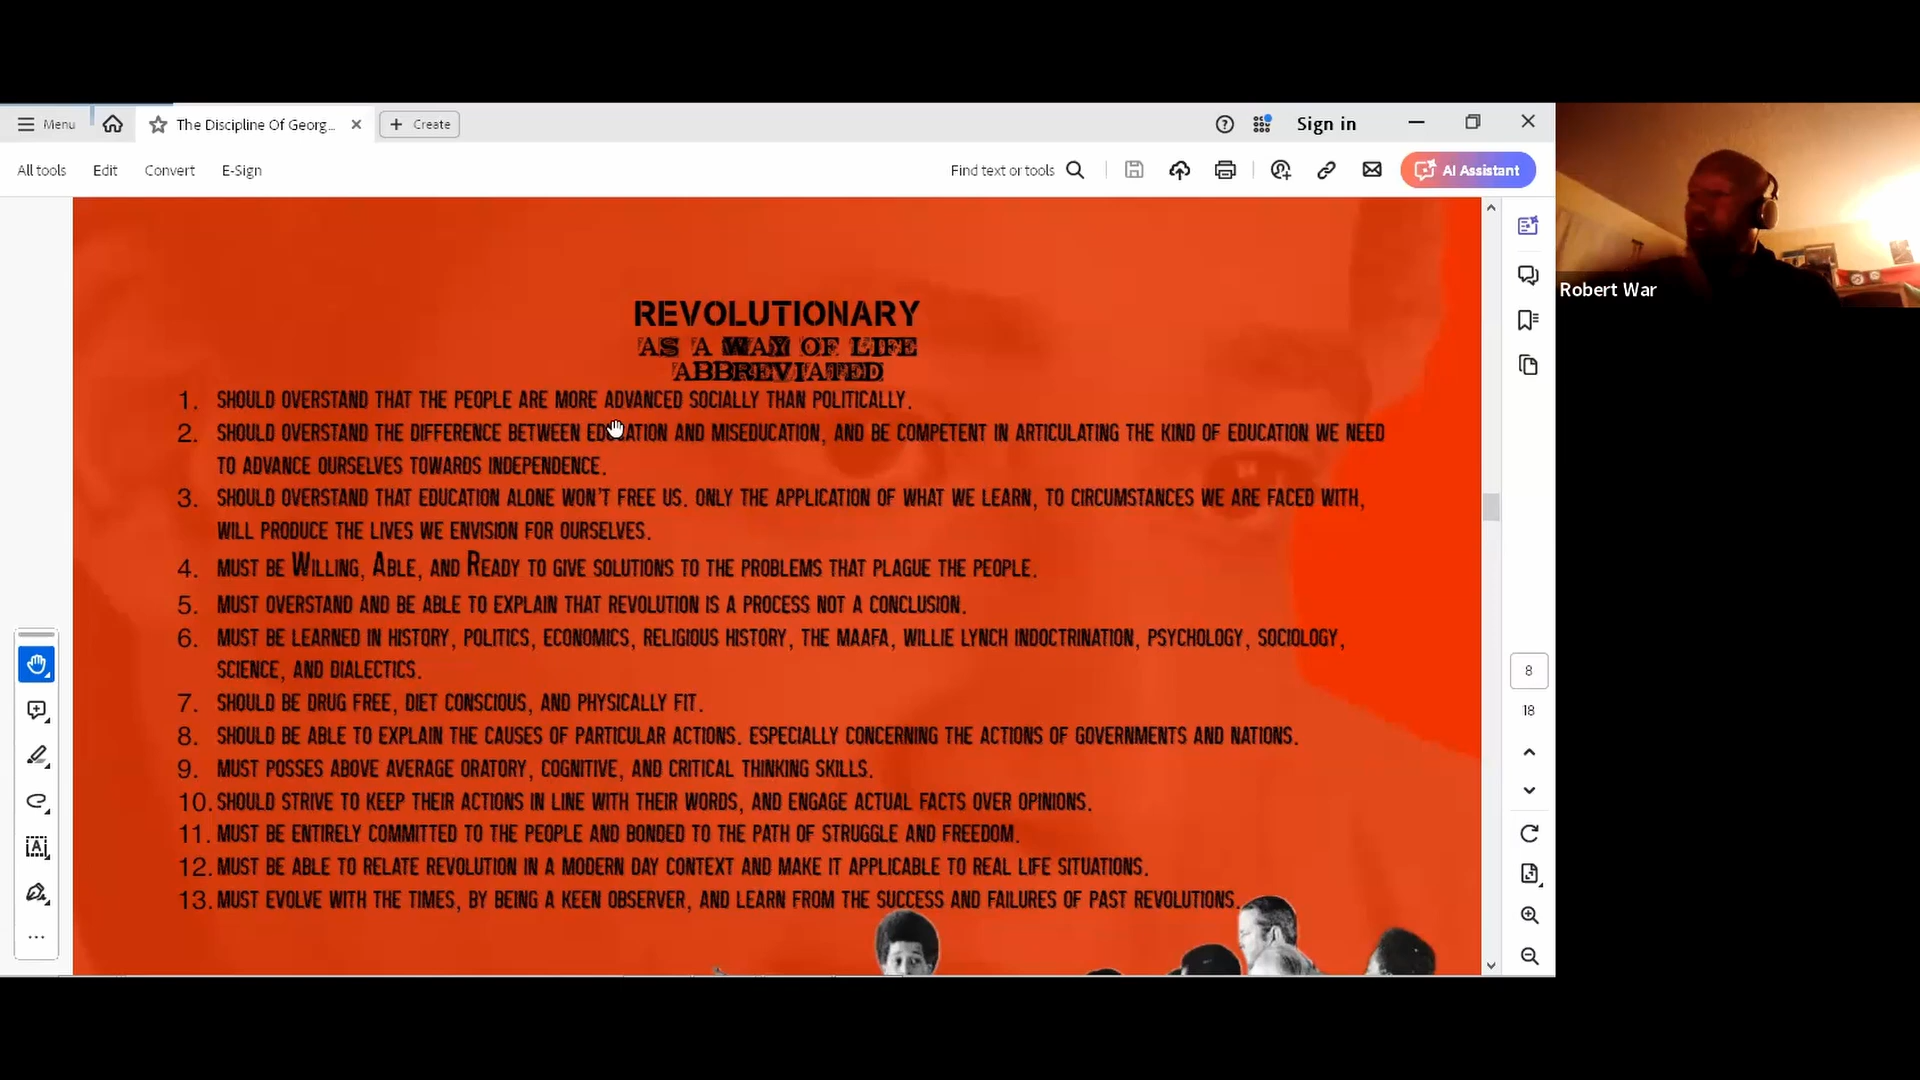 Menu
The Discipline Of Georg...
Create
Sign in
All tools
Edit
Convert
E-Sign
Find text or tools
AI Assistant
REVOLUTIONARY
AS A WAY OF LIFE
ABBREVIATED
1. SHOULD OVERSTAND THAT THE PEOPLE ARE MORE ADVANCED SOCIALLY THAN POLITICALLY.
2. SHOULD OVERSTAND THE DIFFERENCE BETWEEN EDUCATION AND MISEDUCATION, AND BE COMPETENT IN ARTICULATING THE KIND OF EDUCATION WE NEED
TO ADVANCE OURSELVES TOWARDS INDEPENDENCE.
3. SHOULD OVERSTAND THAT EDUCATION ALONE WON'T FREE US. ONLY THE APPLICATION OF WHAT WE LEARN, TO CIRCUMSTANCES WE ARE FACED WITH,
WILL PRODUCE THE LIVES WE ENVISION FOR OURSELVES.
4. MUST BE WILLING, ABLE, AND READY TO GIVE SOLUTIONS TO THE PROBLEMS THAT PLAGUE THE PEOPLE.
5. MUST OVERSTAND AND BE ABLE TO EXPLAIN THAT REVOLUTION IS A PROCESS NOT A CONCLUSION.
6. MUST BE LEARNED IN HISTORY, POLITICS, ECONOMICS, RELIGIOUS HISTORY, THE MAAFA, WILLIE LYNCH INDOCTRINATION, PSYCHOLOGY, SOCIOLOGY,
SCIENCE, AND DIALECTICS.
7. SHOULD BE DRUG FREE, DIET CONSCIOUS, AND PHYSICALLY FIT.
8. SHOULD BE ABLE TO EXPLAIN THE CAUSES OF PARTICULAR ACTIONS. ESPECIALLY CONCERNING THE ACTIONS OF GOVERNMENTS AND NATIONS.
9. MUST POSSES ABOVE AVERAGE ORATORY, COGNITIVE, AND CRITICAL THINKING SKILLS.
10. SHOULD STRIVE TO KEEP THEIR ACTIONS IN LINE WITH THEIR WORDS, AND ENGAGE ACTUAL FACTS OVER OPINIONS.
11. MUST BE ENTIRELY COMMITTED TO THE PEOPLE AND BONDED TO THE PATH OF STRUGGLE AND FREEDOM.
12. MUST BE ABLE TO RELATE REVOLUTION IN A MODERN DAY CONTEXT AND MAKE IT APPLICABLE TO REAL LIFE SITUATIONS.
13. MUST EVOLVE WITH THE TIMES, BY BEING A KEEN OBSERVER, AND LEARN FROM THE SUCCESS AND FAILURES OF PAST REVOLUTIONS.
8
18
Robert War